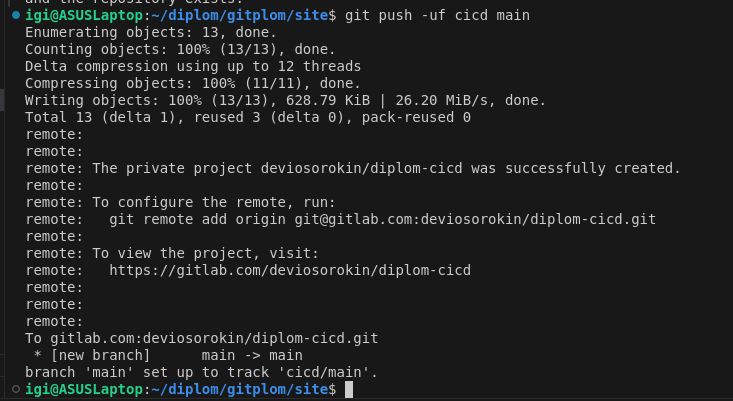 and the repository exists.
igi@ASUSLaptop:~/diplom/gitplom/site$ git push -uf cicd main
Enumerating objects: 13, done.
Counting objects: 100% (13/13), done.
Delta compression using up to 12 threads
Compressing objects: 100% (11/11), done.
Writing objects: 100% (13/13), 628.79 KiB | 26.20 MiB/s, done.
Total 13 (delta 1), reused 3 (delta 0), pack-reused 0
remote:
remote:
remote: The private project deviosorokin/diplom-cicd was successfully created.
remote:
remote: To configure the remote, run:
remote:   git remote add origin git@gitlab.com:deviosorokin/diplom-cicd.git
remote:
remote: To view the project, visit:
remote:   https://gitlab.com/deviosorokin/diplom-cicd
remote:
remote:
remote:
To gitlab.com:deviosorokin/diplom-cicd.git
 * [new branch]      main -> main
branch 'main' set up to track 'cicd/main'.
igi@ASUSLaptop:~/diplom/gitplom/site$